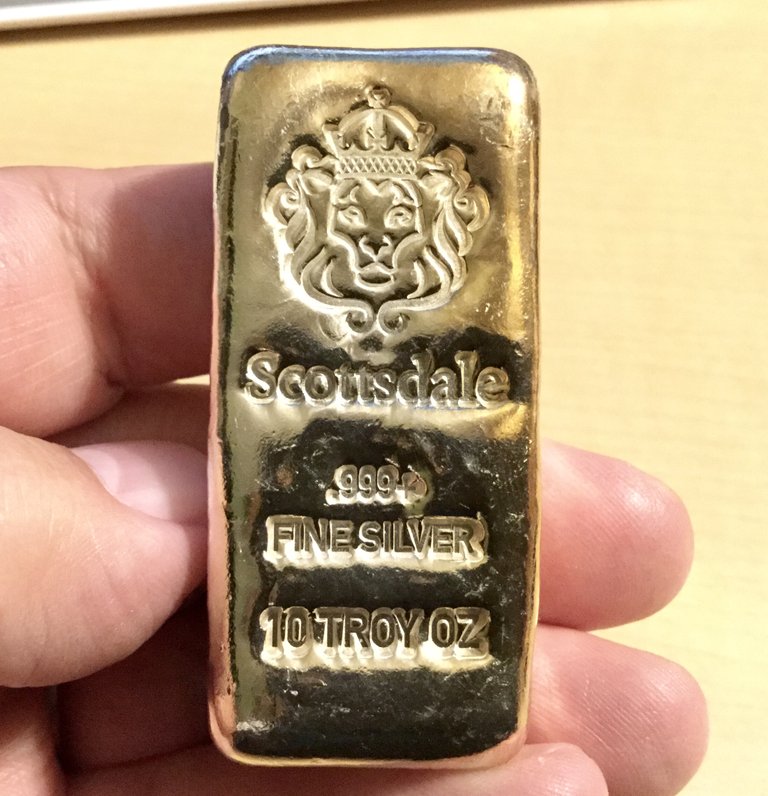 Scottsdale
.999+
FINE SILVER
10 TROY OZ